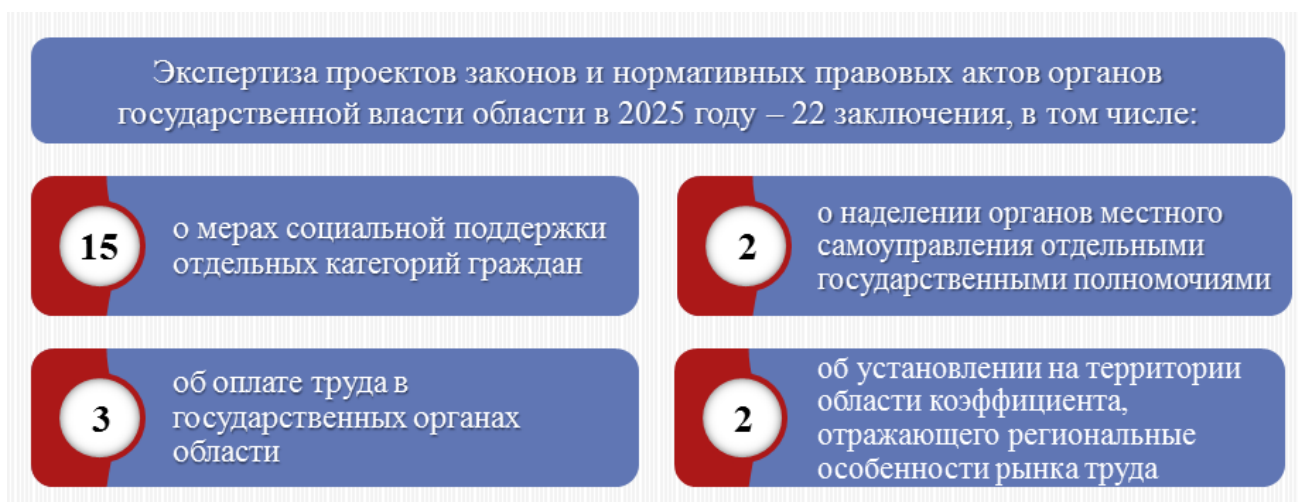 Экспертиза проектов законов и нормативных правовых актов органов
государственной власти области в 2025 году – 22 заключения, в том числе:
15
о мерах социальной поддержки
отдельных категорий граждан
2
о наделении органов местного
самоуправления отдельными
государственными полномочиями
3
об оплате труда в
государственных органах
области
2
об установлении на территории
области коэффициента,
отражающего региональные
особенности рынка труда